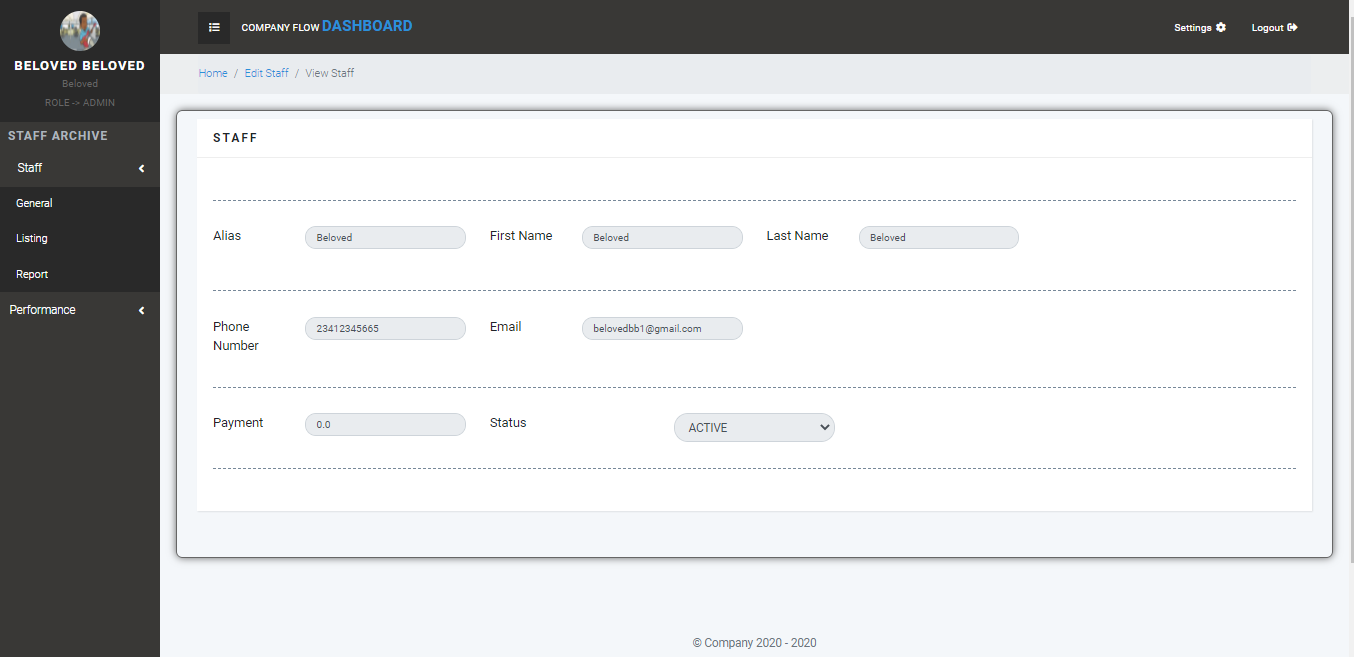 BELOVED BELOVED
Beloved
ROLE -> ADMIN
STAFF ARCHIVE
Staff
General
Listing
Report
Performance
COMPANY FLOW DASHBOARD
Settings
Logout
Home / Edit Staff / View Staff
STAFF
Alias Beloved First Name Beloved Last Name Beloved
Phone Number 23412345665 Email belovedbb1@gmail.com
Payment 0.0 Status ACTIVE
© Company 2020 - 2020